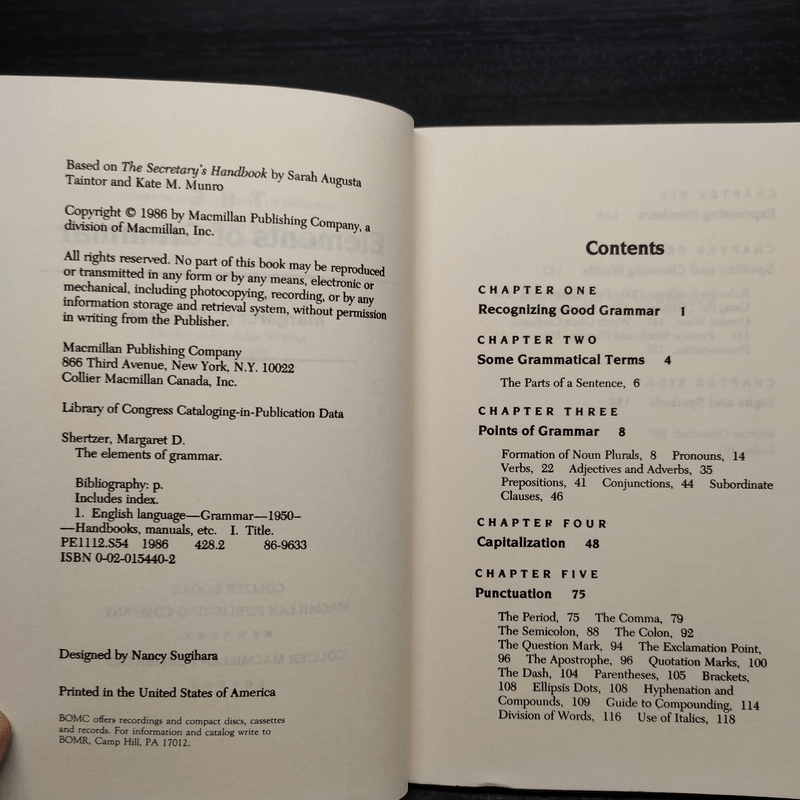 Based on The Secretary's Handbook by Sarah Augusta
Taintor and Kate M. Munro
Copyright © 1986 by Macmillan Publishing Company, a
division of Macmillan, Inc.
All rights reserved. No part of this book may be reproduced
or transmitted in any form or by any means, electronic or
mechanical, including photocopying, recording, or by any
information storage and retrieval system, without permission
in writing from the Publisher.
Macmillan Publishing Company
866 Third Avenue, New York, N.Y. 10022
Collier Macmillan Canada, Inc.
Library of Congress Cataloging-in-Publication Data
Shertzer, Margaret D.
The elements of grammar.
Bibliography: p.
Includes index.
1. English language—Grammar—1950–
—Handbooks, manuals, etc. I. Title.
PE1112.S54 1986 428.2 86-9633
ISBN 0-02-015440-2
Designed by Nancy Sugihara
Printed in the United States of America
BOMC offers recordings and compact discs, cassettes
and records. For information and catalog write to
BOMR, Camp Hill, PA 17012.
Contents
CHAPTER ONE
Recognizing Good Grammar 1
CHAPTER TWO
Some Grammatical Terms 4
The Parts of a Sentence, 6
CHAPTER THREE
Points of Grammar 8
Formation of Noun Plurals, 8 Pronouns, 14
Verbs, 22 Adjectives and Adverbs, 35
Prepositions, 41 Conjunctions, 44 Subordinate
Clauses, 46
CHAPTER FOUR
Capitalization 48
CHAPTER FIVE
Punctuation 75
The Period, 75 The Comma, 79
The Semicolon, 88 The Colon, 92
The Question Mark, 94 The Exclamation Point,
96 The Apostrophe, 96 Quotation Marks, 100
The Dash, 104 Parentheses, 105 Brackets,
108 Ellipsis Dots, 108 Hyphenation and
Compounds, 109 Guide to Compounding, 114
Division of Words, 116 Use of Italics, 118